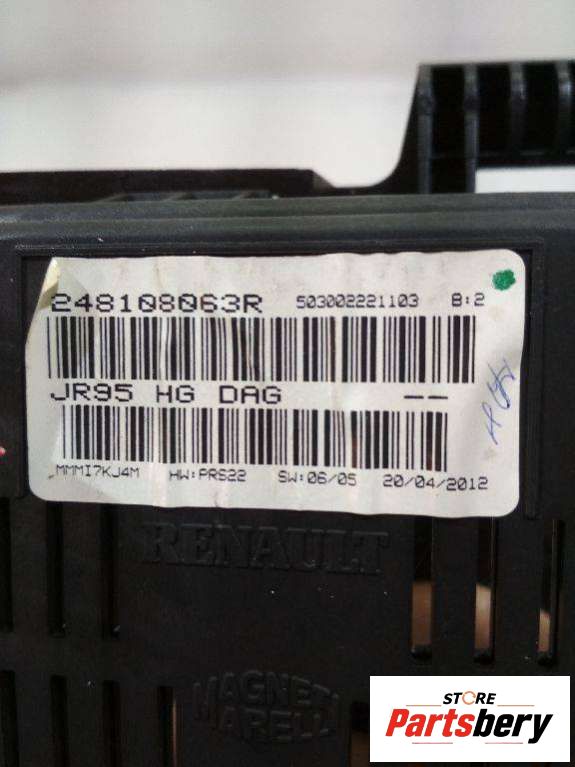 248108063R 503002221103 B:2
JR95 HG DAG --
MMMI7KJ4M HW:PRS22 SW:06/05 20/04/2012
RENAULT
MAGNETI
MARELLI
STORE
Partsbery